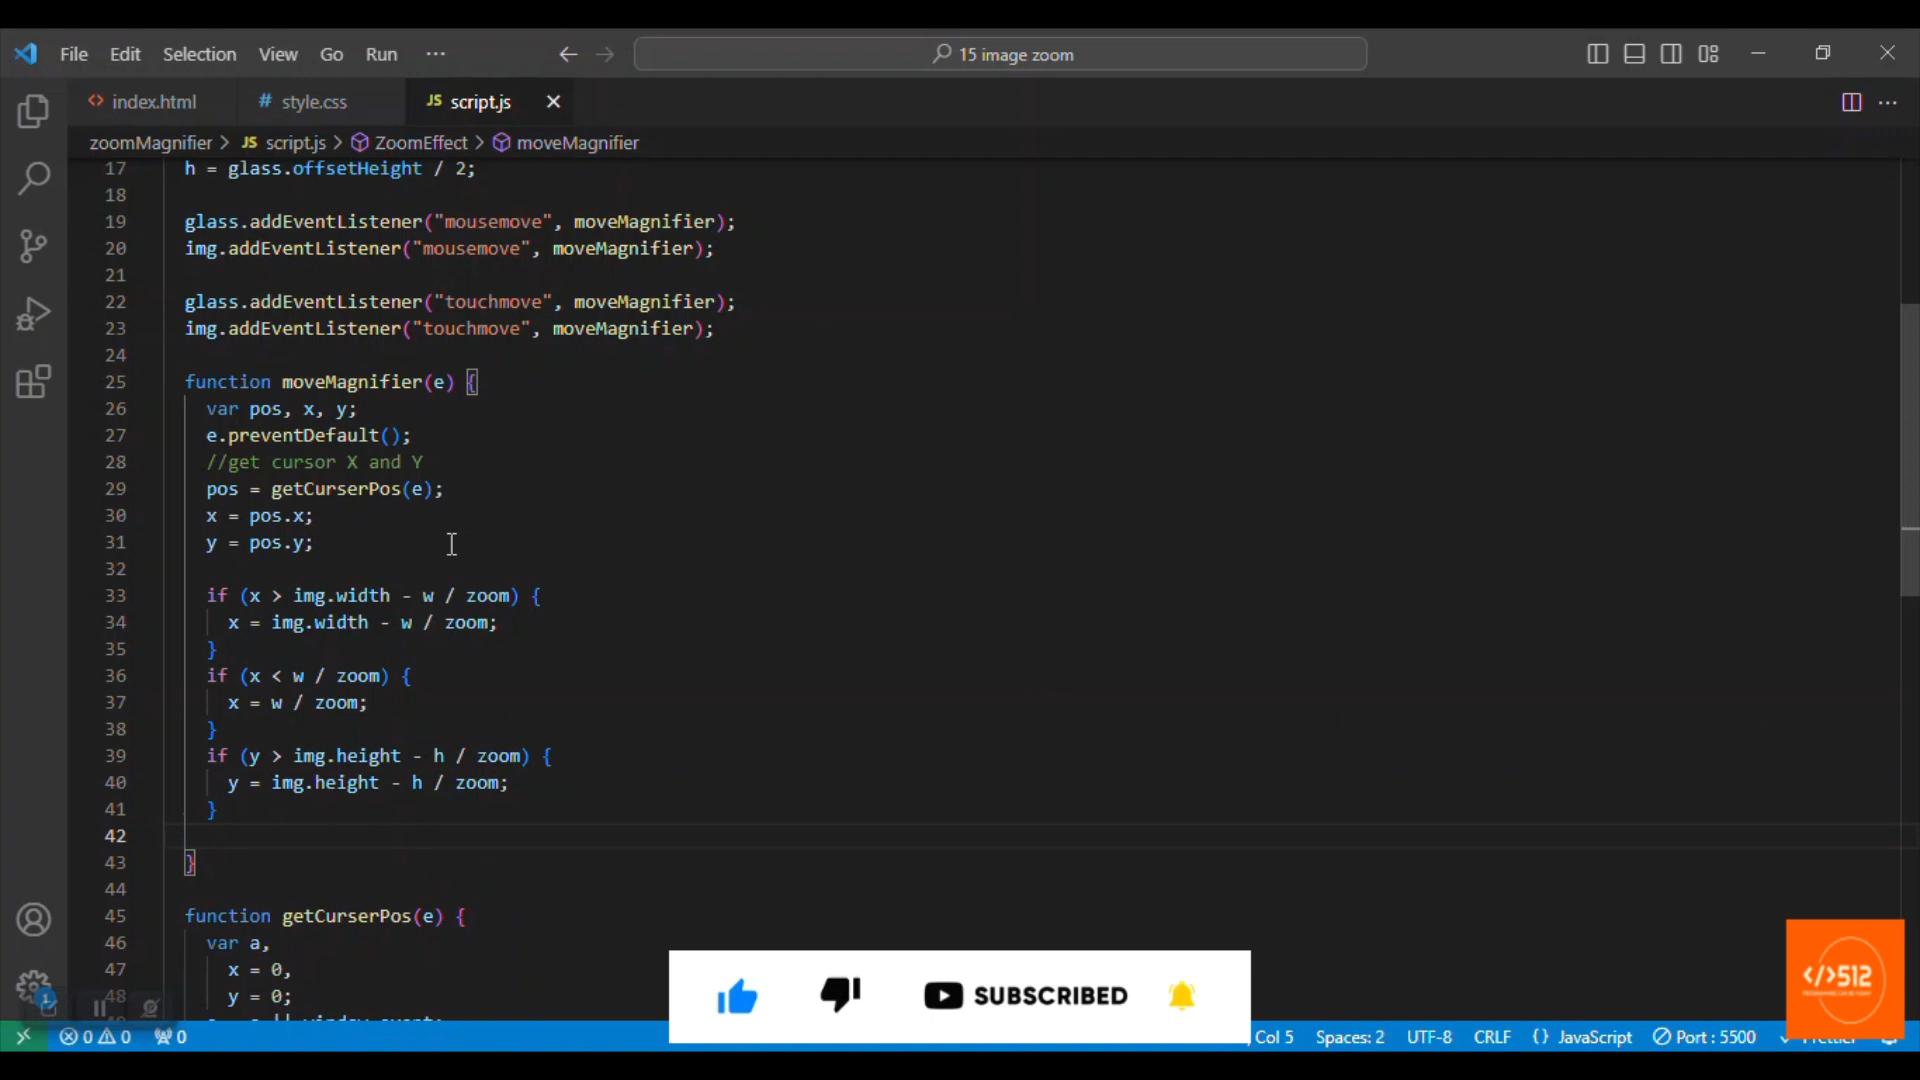 File Edit Selection View Go Run ··· 15 image zoom
index.html # style.css JS script.js
zoomMagnifier > JS script.js > ZoomEffect > moveMagnifier
17 h = glass.offsetHeight / 2;
18
19 glass.addEventListener("mousemove", moveMagnifier);
20 img.addEventListener("mousemove", moveMagnifier);
21
22 glass.addEventListener("touchmove", moveMagnifier);
23 img.addEventListener("touchmove", moveMagnifier);
24
25 function moveMagnifier(e) {
26 var pos, x, y;
27 e.preventDefault();
28 //get cursor X and Y
29 pos = getCurserPos(e);
30 x = pos.x;
31 y = pos.y;
32
33 if (x > img.width - w / zoom) {
34 x = img.width - w / zoom;
35 }
36 if (x < w / zoom) {
37 x = w / zoom;
38 }
39 if (y > img.height - h / zoom) {
40 y = img.height - h / zoom;
41 }
42
43 }
44
45 function getCurserPos(e) {
46 var a,
47 x = 0,
48 y = 0;
SUBSCRIBED
</>512
0 0 0 Col 5 Spaces: 2 UTF-8 CRLF {} JavaScript Port : 5500